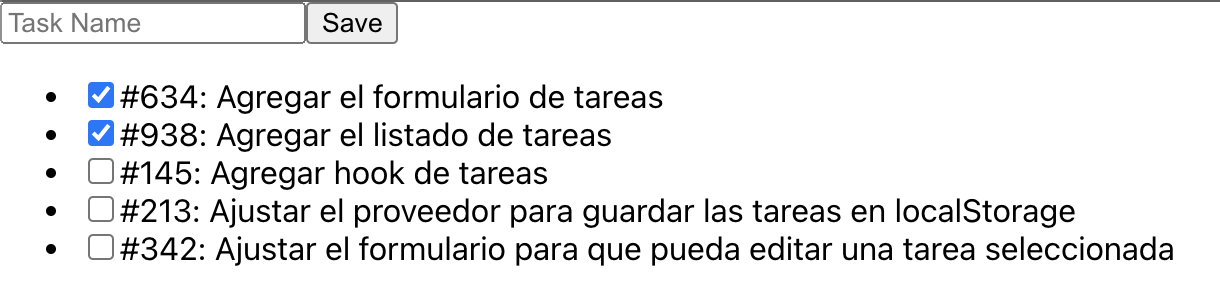 Task Name Save
#634: Agregar el formulario de tareas
#938: Agregar el listado de tareas
#145: Agregar hook de tareas
#213: Ajustar el proveedor para guardar las tareas en localStorage
#342: Ajustar el formulario para que pueda editar una tarea seleccionada